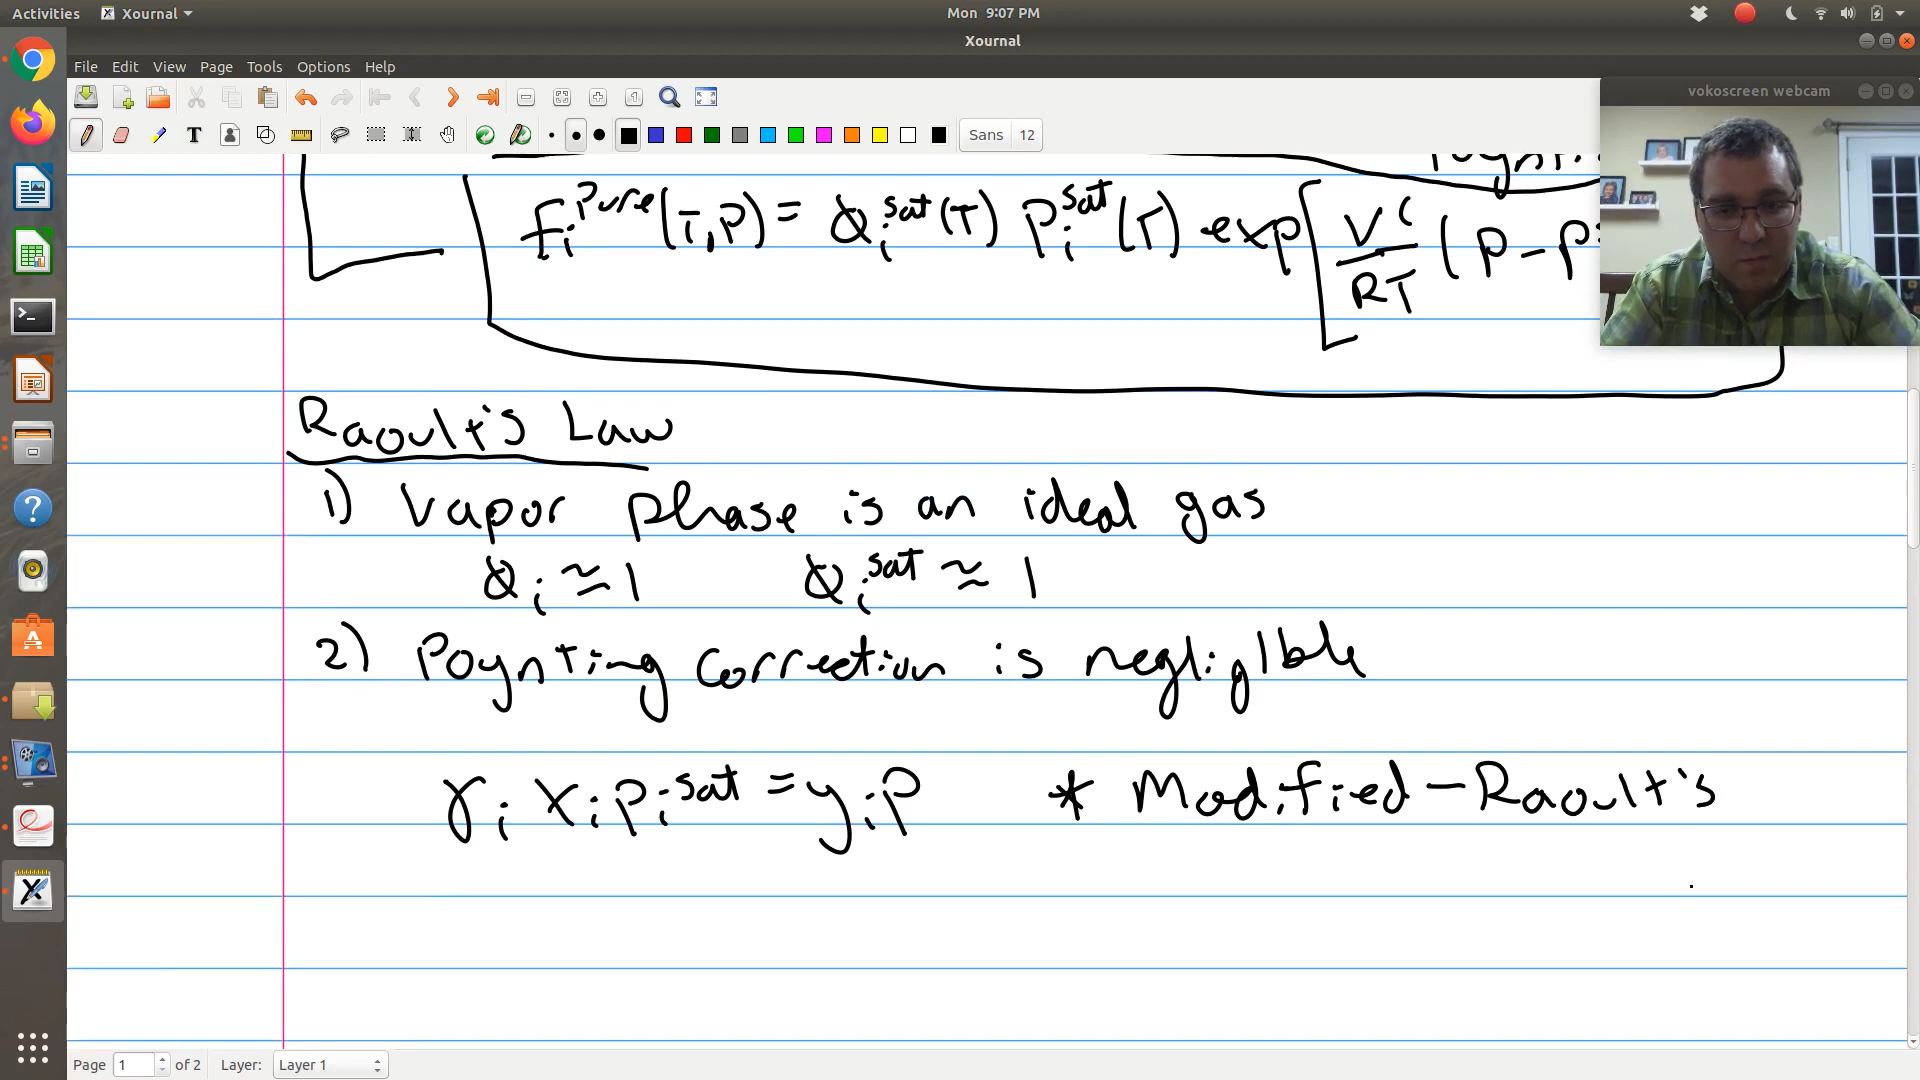 Activities Xournal Mon 9:07 PM
Xournal
File Edit View Page Tools Options Help
vokoscreen webcam
Sans 12
f_i^Pure (T,P) = φ_i^sat (T) P_i^sat (T) exp[ V^L / RT ( P - P^s
Raoult's Law
1) Vapor phase is an ideal gas
φ_i ≈ 1 φ_i^sat ≈ 1
2) Poynting correction is negligible
γ_i x_i P_i^sat = y_i P * Modified-Raoult's
Page 1 of 2 Layer: Layer 1